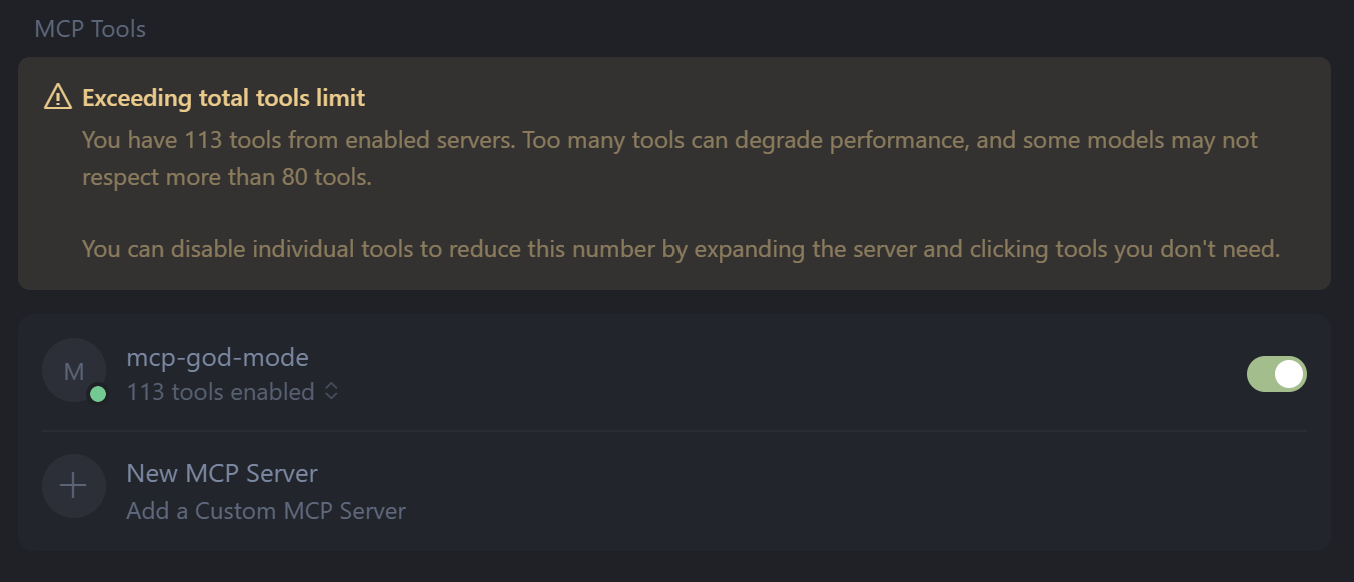 MCP Tools
Exceeding total tools limit
You have 113 tools from enabled servers. Too many tools can degrade performance, and some models may not
respect more than 80 tools.
You can disable individual tools to reduce this number by expanding the server and clicking tools you don't need.
M
mcp-god-mode
113 tools enabled
New MCP Server
Add a Custom MCP Server